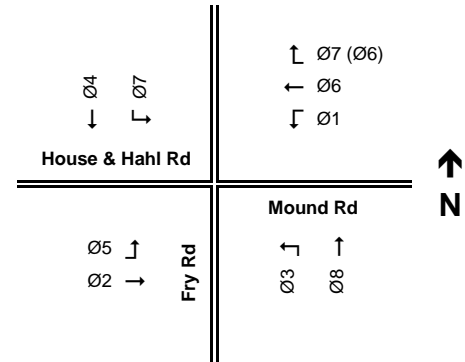 Ø7 (Ø6)
Ø6
Ø1
Ø4
Ø7
House & Hahl Rd
N
Mound Rd
Ø5
Ø2
Fry Rd
Ø3
Ø8